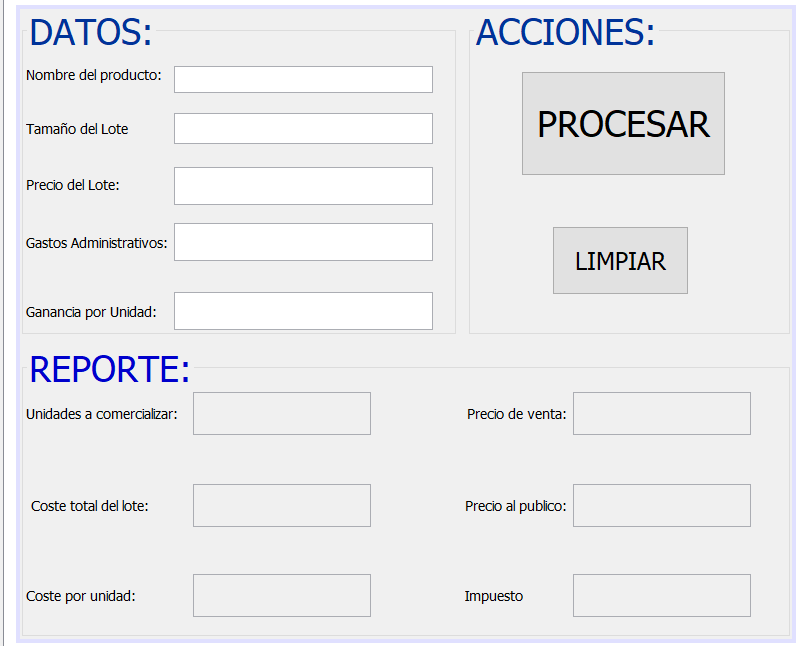 DATOS:
Nombre del producto:
Tamaño del Lote
Precio del Lote:
Gastos Administrativos:
Ganancia por Unidad:
ACCIONES:
PROCESAR
LIMPIAR
REPORTE:
Unidades a comercializar:
Precio de venta:
Coste total del lote:
Precio al publico:
Coste por unidad:
Impuesto